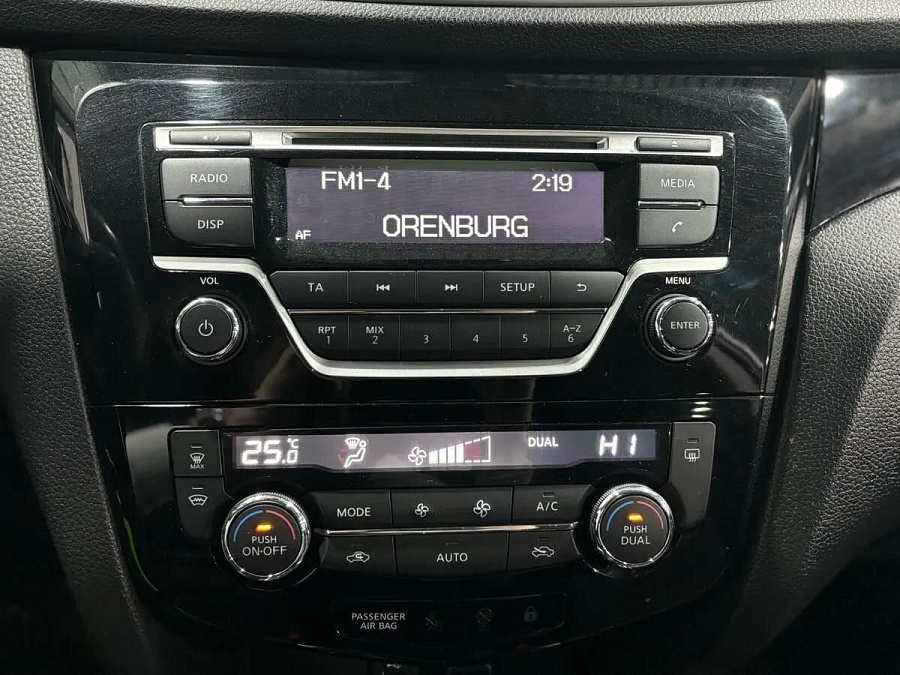 RADIO
FM1-4 2:19
MEDIA
DISP
AF ORENBURG
VOL
TA
SETUP
MENU
RPT 1
MIX 2
3
4
5
A-Z 6
ENTER
MAX
25.0 °C
DUAL
HI
MODE
A/C
PUSH
ON·OFF
AUTO
PUSH
DUAL
PASSENGER
AIR BAG